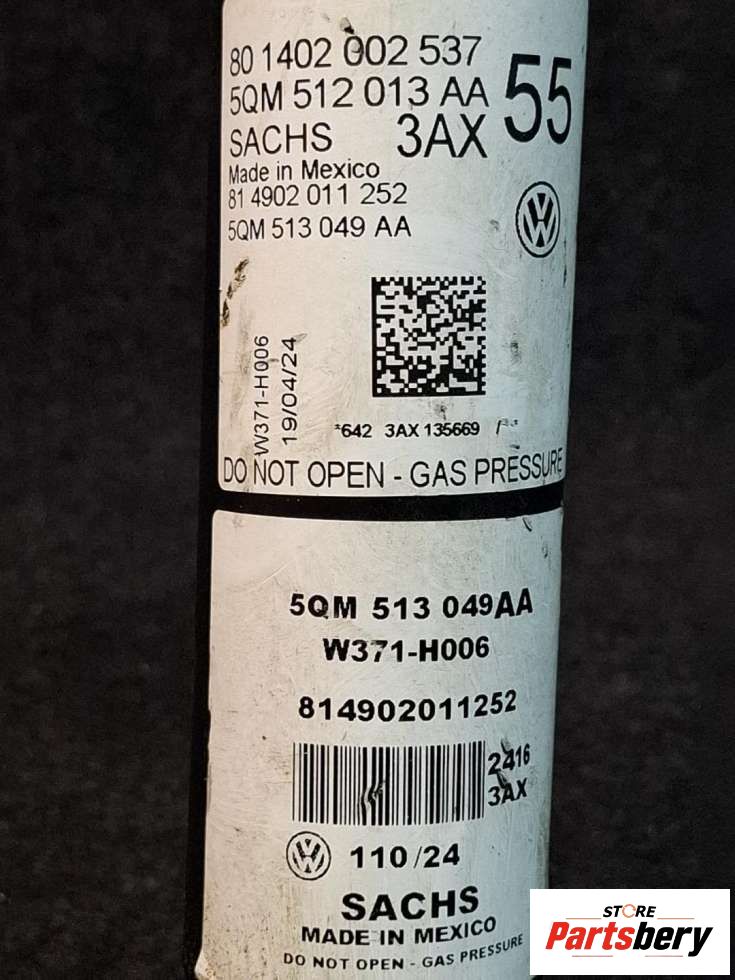 80 1402 002 537
5QM 512 013 AA 55
SACHS 3AX
Made in Mexico
81 4902 011 252
5QM 513 049 AA
W371-H006
19/04/24
*642 3AX 135669
DO NOT OPEN - GAS PRESSURE
5QM 513 049AA
W371-H006
814902011252
2416
3AX
110/24
SACHS
MADE IN MEXICO
DO NOT OPEN - GAS PRESSURE
STORE
Partsbery